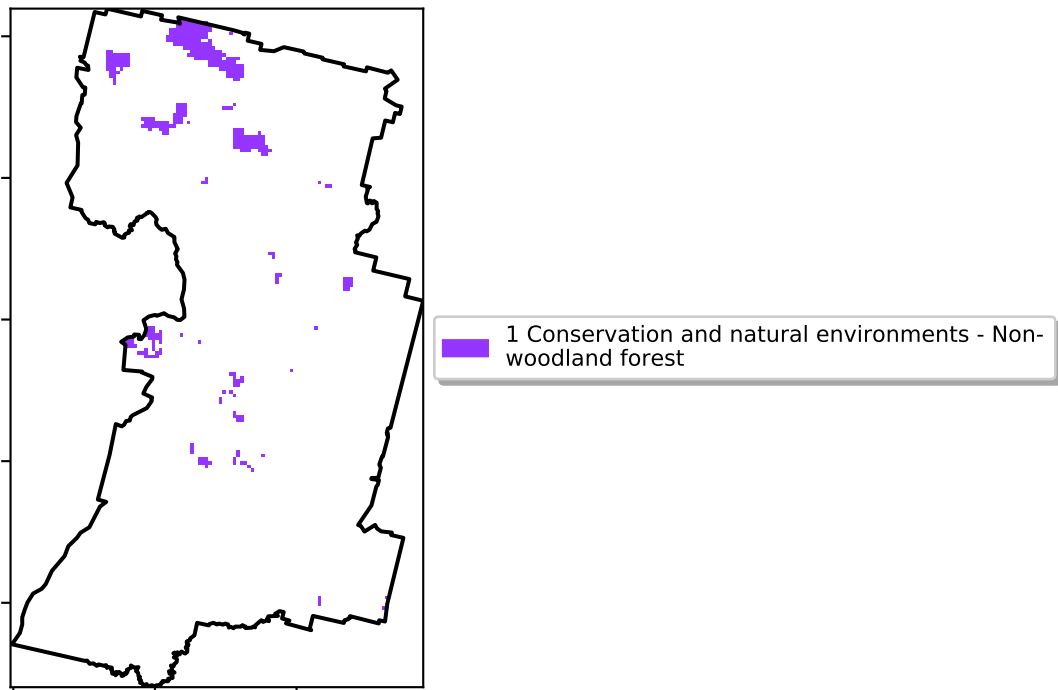 1 Conservation and natural environments - Non-
woodland forest